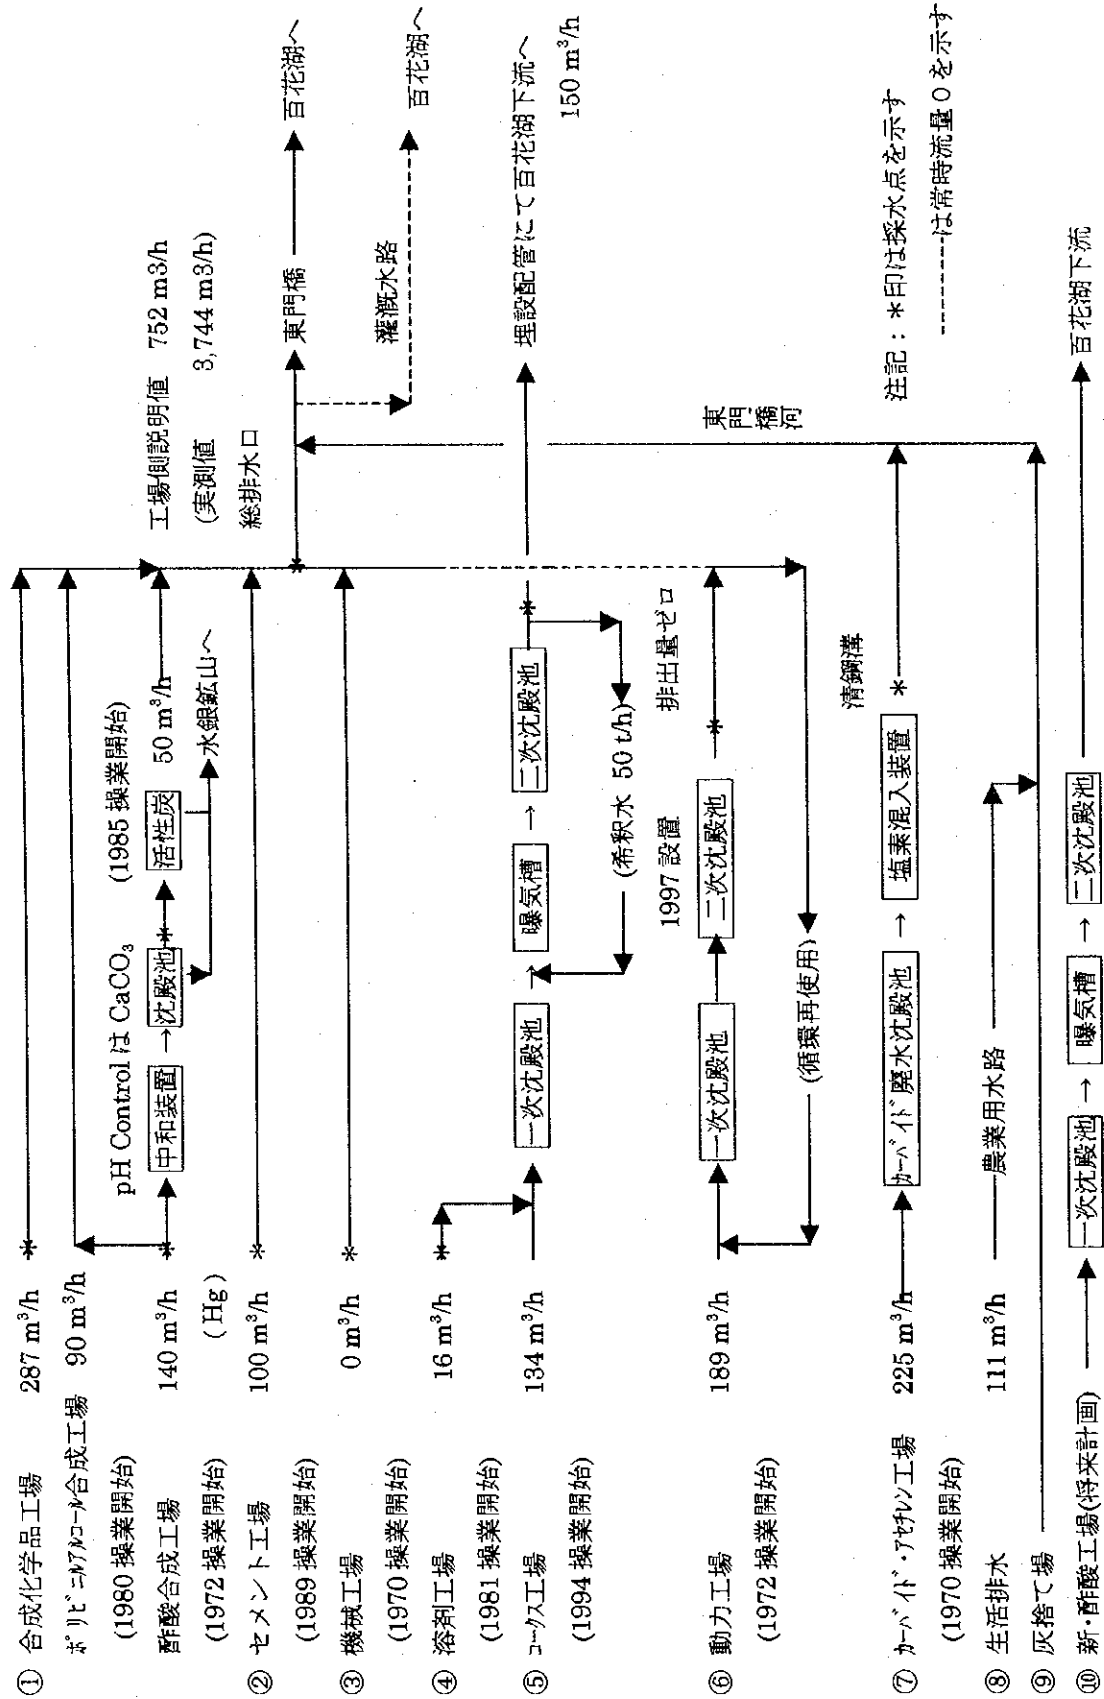 ① 合成化学品工場 287 m³/h
ポリビニルアルコール合成工場 90 m³/h
(1980 操業開始)
pH Control は CaCO₃
(1985 操業開始)
酢酸合成工場 140 m³/h
中和装置 → 沈殿池
活性炭
50 m³/h
工場側説明値 752 m3/h
(1972 操業開始)
(Hg)
水銀鉱山へ
(実測値 3,744 m3/h)
② セメント工場 100 m³/h
総排水口
(1989 操業開始)
東門橋
百花湖へ
③ 機械工場 0 m³/h
灌漑水路
(1970 操業開始)
百花湖へ
④ 溶剤工場 16 m³/h
(1981 操業開始)
⑤ コークス工場 134 m³/h
一次沈殿池 → 曝気槽 → 二次沈殿池
埋設配管にて百花湖下流へ
(1994 操業開始)
150 m³/h
(希釈水 50 t/h)
1997 設置
排出量ゼロ
東門橋河
⑥ 動力工場 189 m³/h
一次沈殿池
二次沈殿池
(1972 操業開始)
(循環再使用)
清鋼溝
⑦ カーバイド・アセチレン工場 225 m³/h
カーバイド廃水沈殿池 → 塩素混入装置
注記：*印は採水点を示す
(1970 操業開始)
--------は常時流量0を示す
⑧ 生活排水 111 m³/h
農業用水路
⑨ 灰捨て場
⑩ 新・酢酸工場(将来計画)
一次沈殿池 → 曝気槽 → 二次沈殿池
百花湖下流